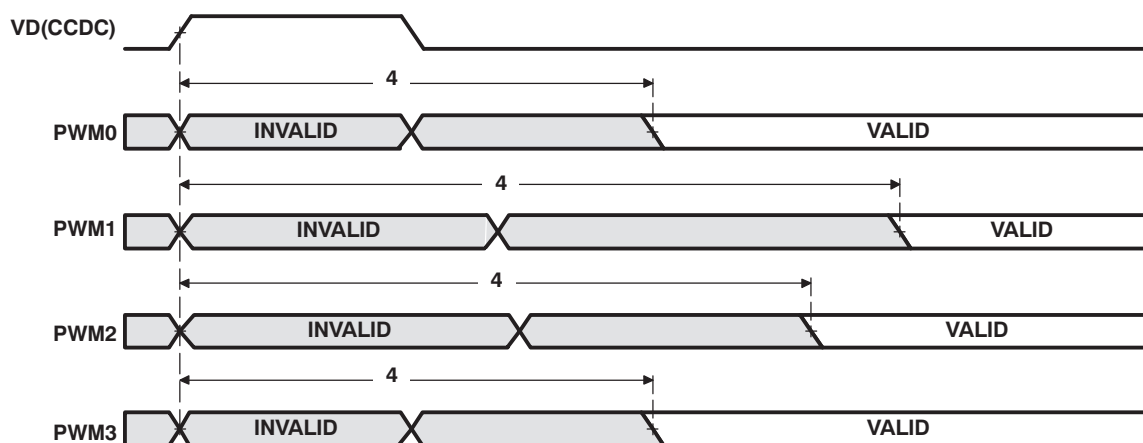 VD(CCDC)
4
PWM0 INVALID VALID
4
PWM1 INVALID VALID
4
PWM2 INVALID VALID
4
PWM3 INVALID VALID